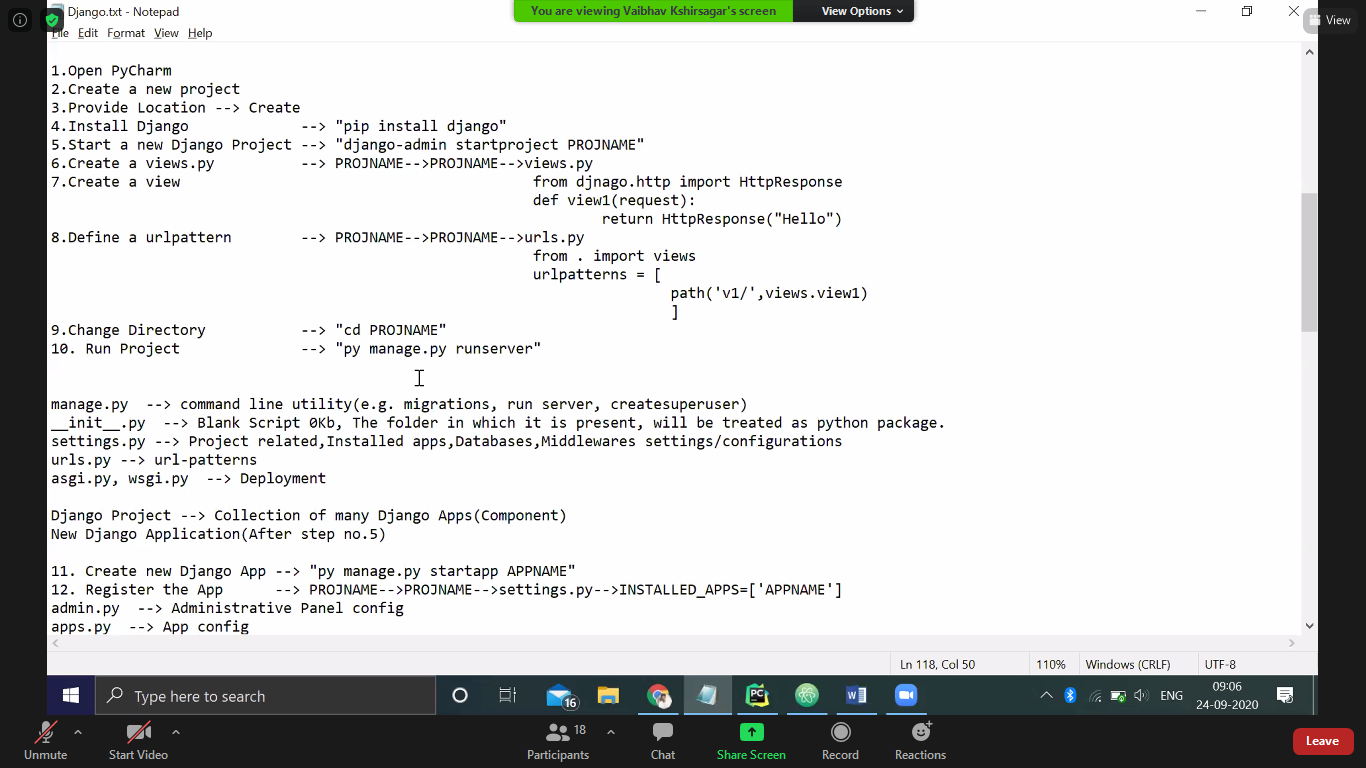 Django.txt - Notepad
You are viewing Vaibhav Kshirsagar's screen
View Options
View
File Edit Format View Help
1.Open PyCharm
2.Create a new project
3.Provide Location --> Create
4.Install Django --> "pip install django"
5.Start a new Django Project --> "django-admin startproject PROJNAME"
6.Create a views.py --> PROJNAME-->PROJNAME-->views.py
7.Create a view from djnago.http import HttpResponse
def view1(request):
return HttpResponse("Hello")
8.Define a urlpattern --> PROJNAME-->PROJNAME-->urls.py
from . import views
urlpatterns = [
path('v1/',views.view1)
]
9.Change Directory --> "cd PROJNAME"
10. Run Project --> "py manage.py runserver"
manage.py --> command line utility(e.g. migrations, run server, createsuperuser)
__init__.py --> Blank Script 0Kb, The folder in which it is present, will be treated as python package.
settings.py --> Project related,Installed apps,Databases,Middlewares settings/configurations
urls.py --> url-patterns
asgi.py, wsgi.py --> Deployment
Django Project --> Collection of many Django Apps(Component)
New Django Application(After step no.5)
11. Create new Django App --> "py manage.py startapp APPNAME"
12. Register the App --> PROJNAME-->PROJNAME-->settings.py-->INSTALLED_APPS=['APPNAME']
admin.py --> Administrative Panel config
apps.py --> App config
Ln 118, Col 50 110% Windows (CRLF) UTF-8
Type here to search
16
PC
W
ENG
09:06
24-09-2020
Unmute
Start Video
Participants 18
Chat
Share Screen
Record
Reactions
Leave